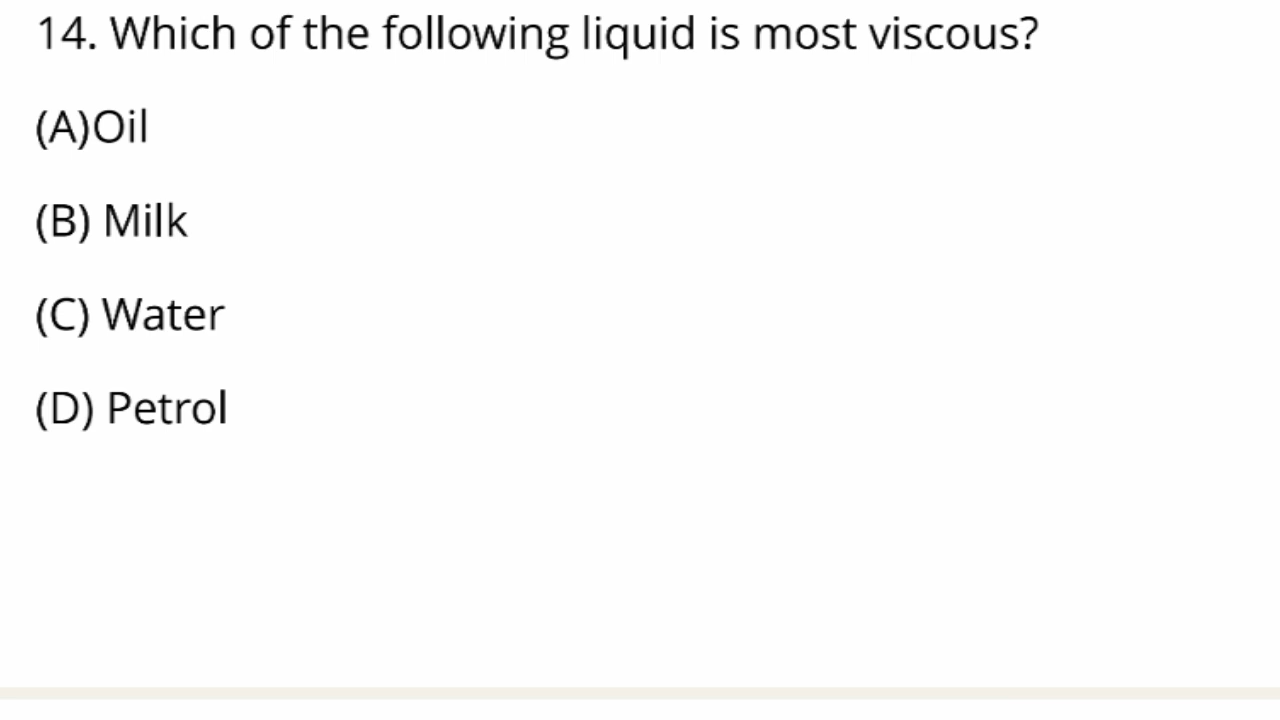 14. Which of the following liquid is most viscous?
(A)Oil
(B) Milk
(C) Water
(D) Petrol